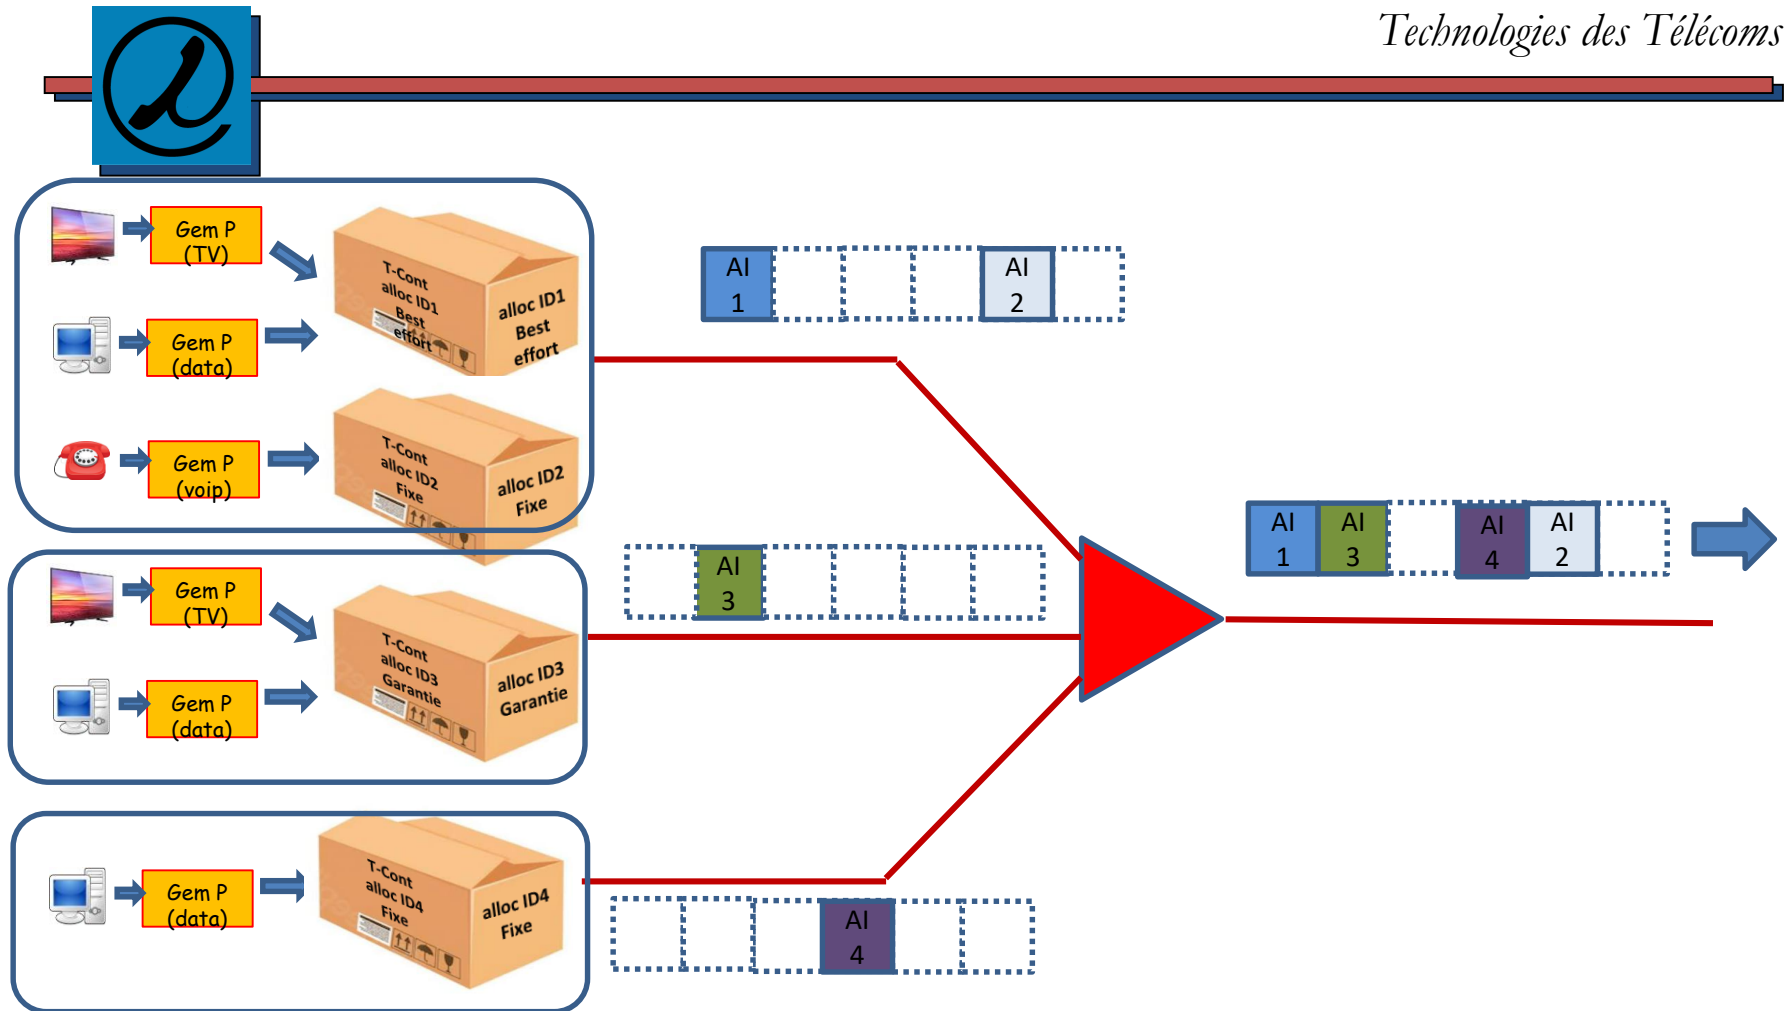 Technologies des Télécoms
Gem P
(TV)
T-Cont
alloc ID1
Best
effort
alloc ID1
Best
effort
AI
1
AI
2
Gem P
(data)
Gem P
(voip)
T-Cont
alloc ID2
Fixe
alloc ID2
Fixe
AI
1
AI
3
AI
4
AI
2
Gem P
(TV)
T-Cont
alloc ID3
Garantie
alloc ID3
Garantie
AI
3
Gem P
(data)
Gem P
(data)
T-Cont
alloc ID4
Fixe
alloc ID4
Fixe
AI
4